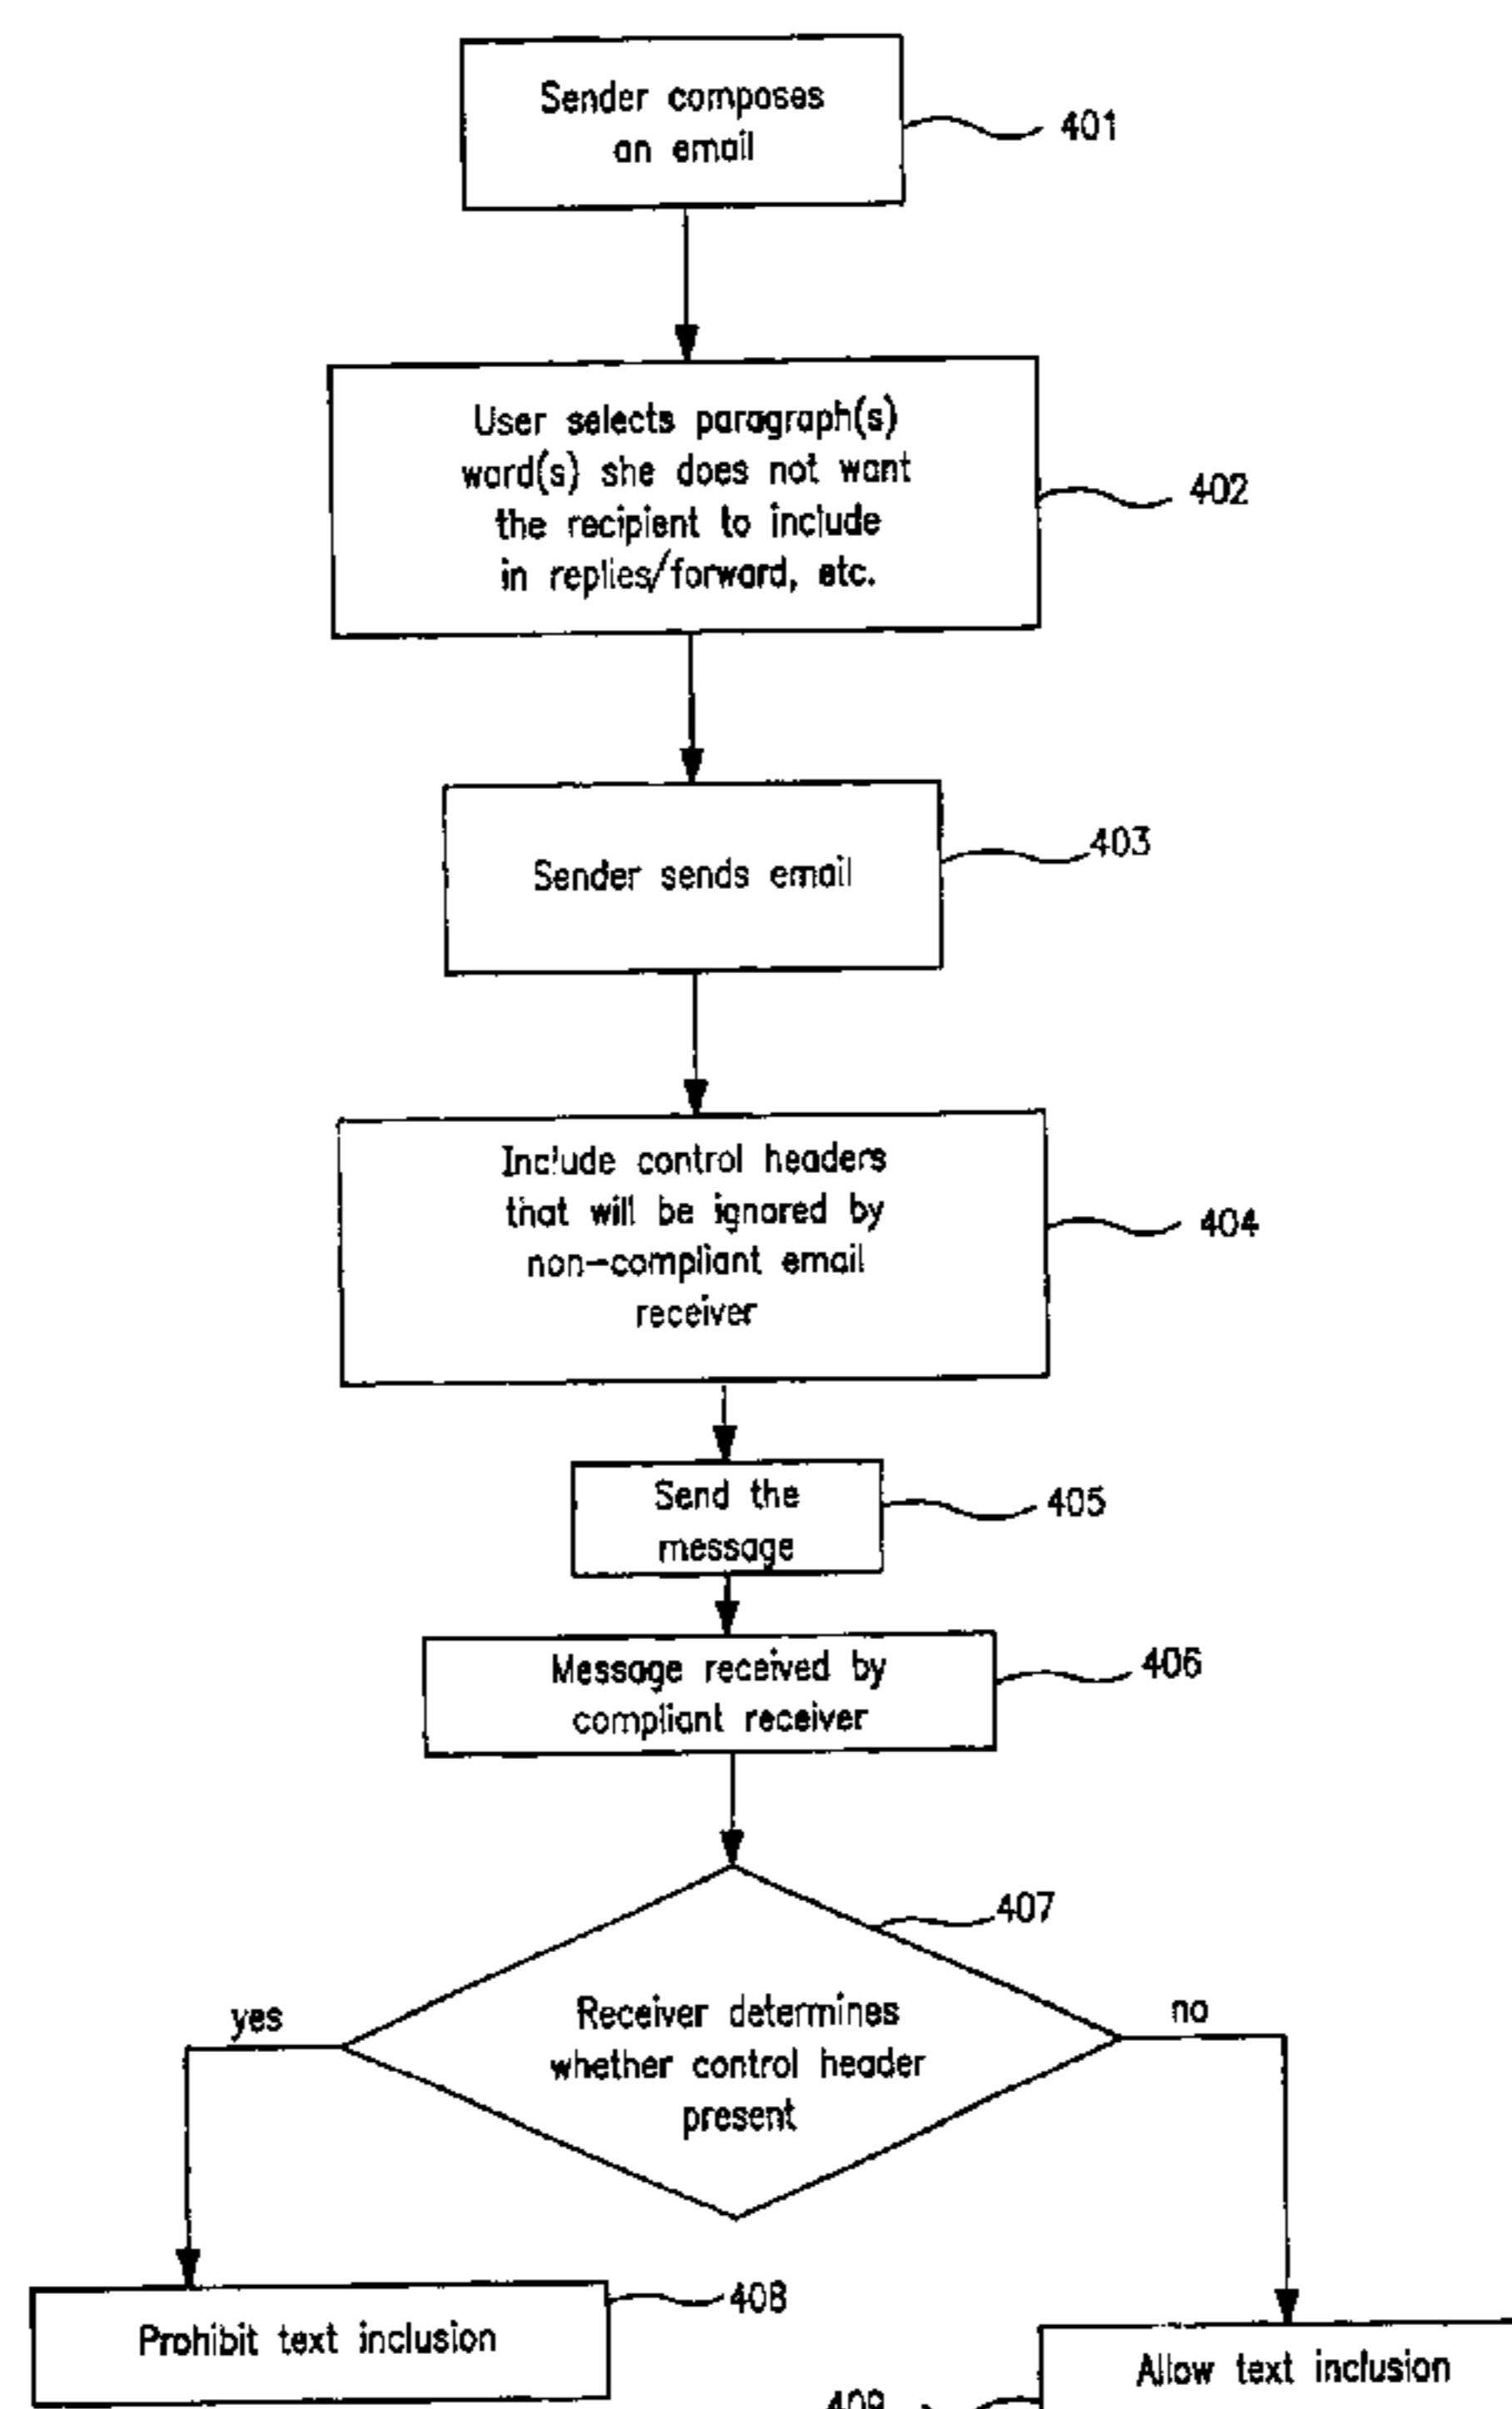 Sender composes
an email
401
User selects paragraph(s)
word(s) she does not want
the recipient to include
in replies/forward, etc.
402
Sender sends email
403
Include control headers
that will be ignored by
non-compliant email
receiver
404
Send the
message
405
Message received by
compliant receiver
406
407
Receiver determines
whether control header
present
yes
no
Prohibit text inclusion
408
Allow text inclusion
409